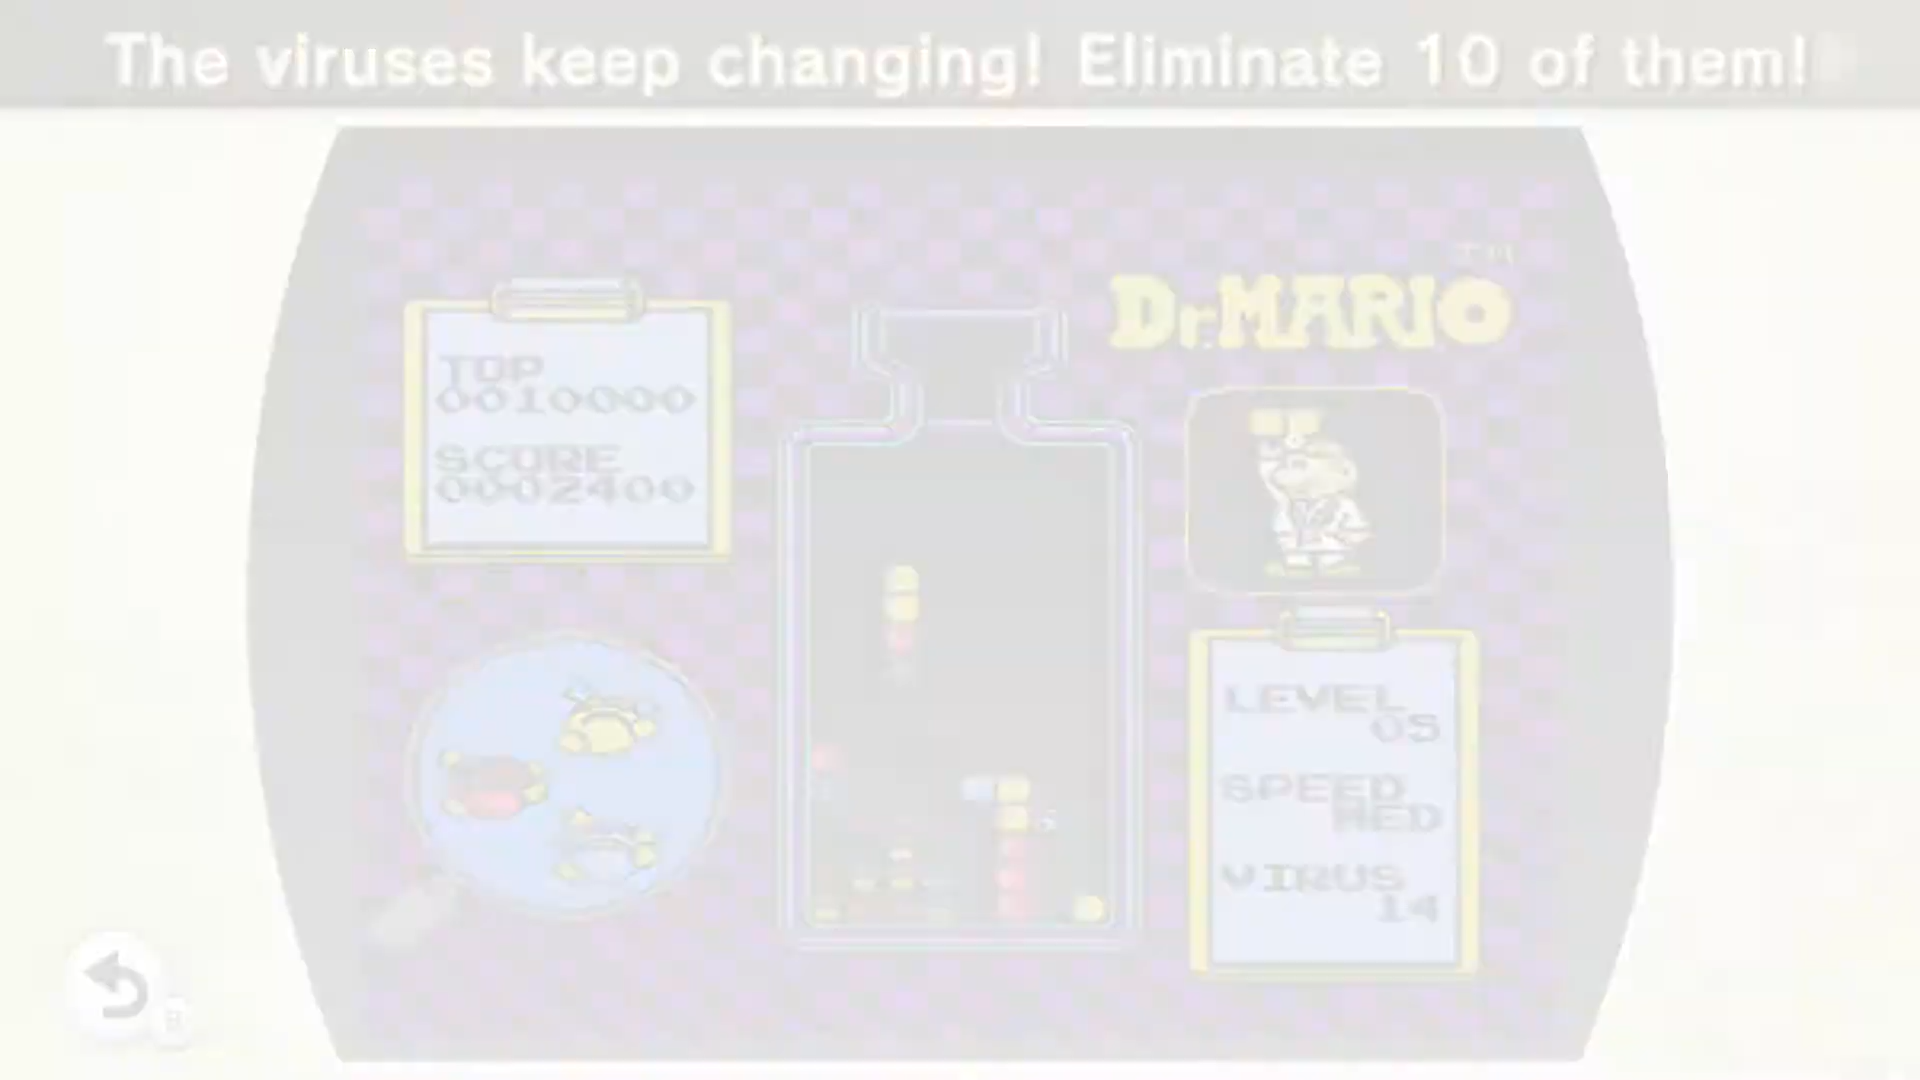 The viruses keep changing! Eliminate 10 of them!
TM
Dr. MARIO
TOP
0010000
SCORE
0002400
LEVEL
05
SPEED
MED
VIRUS
14